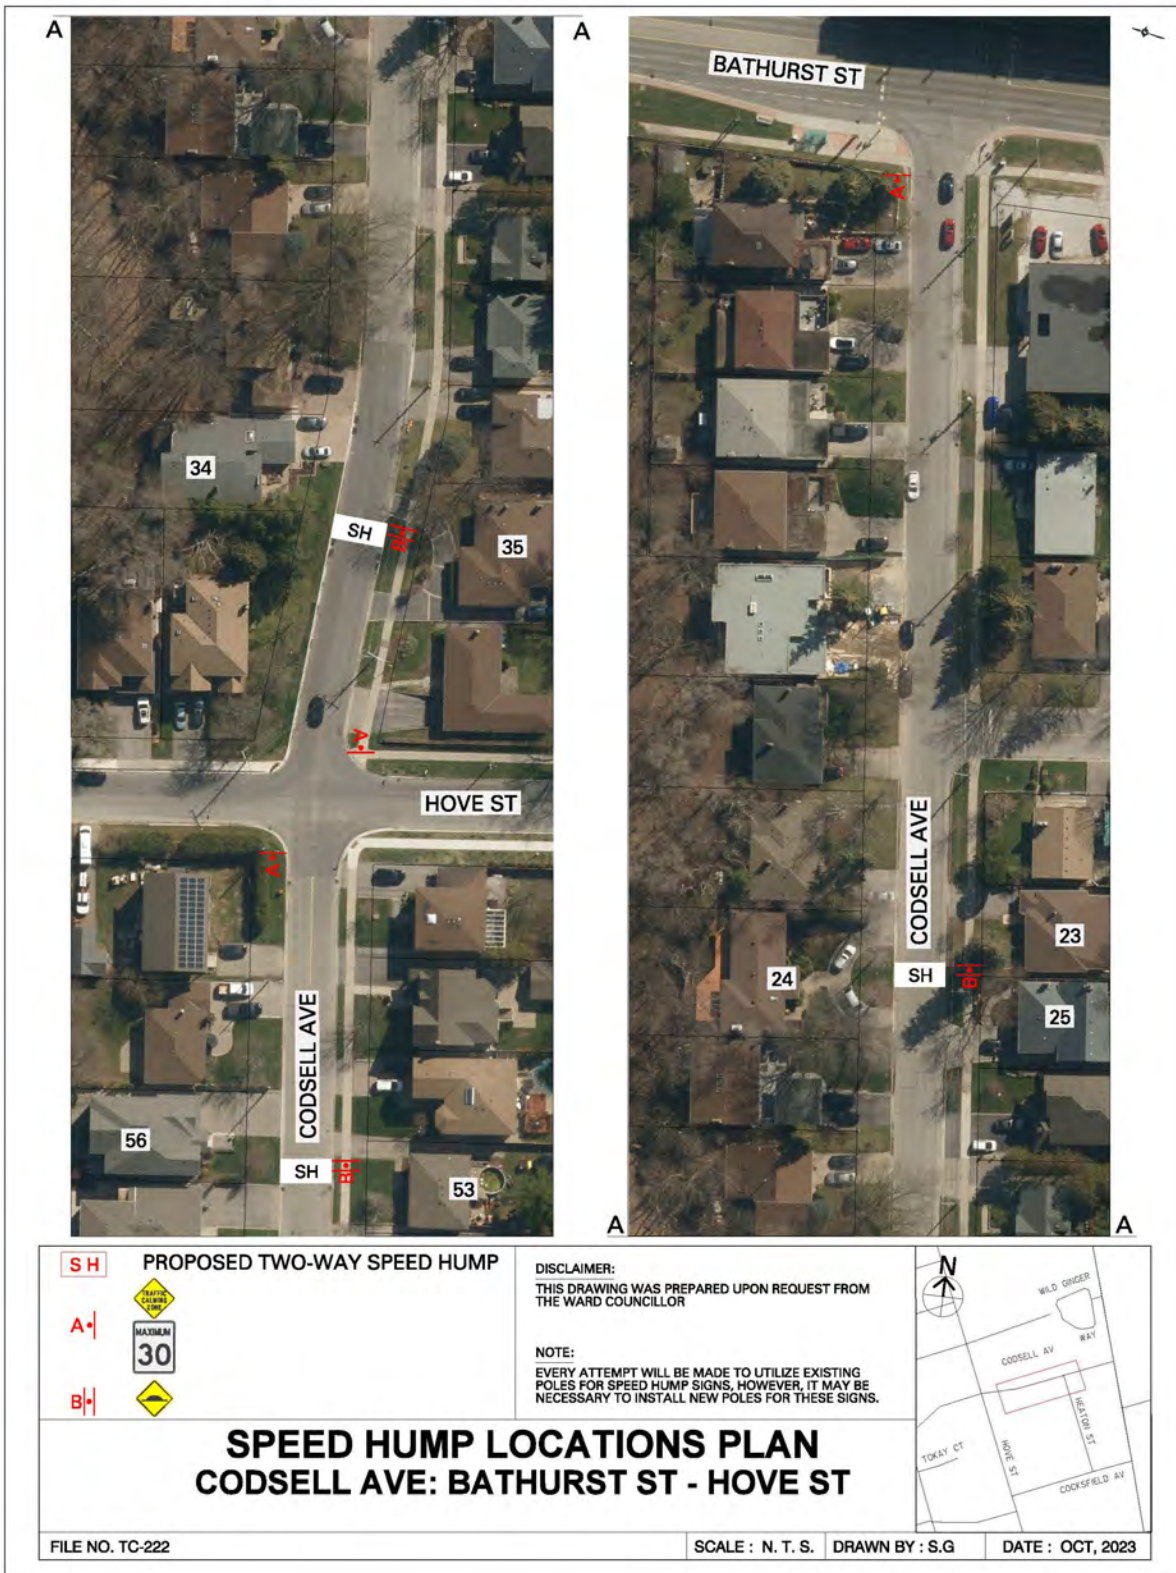 A
A
A
BATHURST ST
A
34
SH
B
35
A
HOVE ST
A
CODSELL AVE
56
SH
B
53
CODSELL AVE
23
24
SH
B
25
A
A
SH PROPOSED TWO-WAY SPEED HUMP
TRAFFIC
CALMING
ZONE
A
MAXIMUM
30
B
DISCLAIMER:
THIS DRAWING WAS PREPARED UPON REQUEST FROM
THE WARD COUNCILLOR
NOTE:
EVERY ATTEMPT WILL BE MADE TO UTILIZE EXISTING
POLES FOR SPEED HUMP SIGNS, HOWEVER, IT MAY BE
NECESSARY TO INSTALL NEW POLES FOR THESE SIGNS.
N
WILD GINGER
WAY
CODSELL AV
HEATON ST
TOKAY CT
HOVE ST
COCKSFIELD AV
SPEED HUMP LOCATIONS PLAN
CODSELL AVE: BATHURST ST - HOVE ST
FILE NO. TC-222
SCALE : N. T. S.
DRAWN BY : S.G
DATE : OCT, 2023